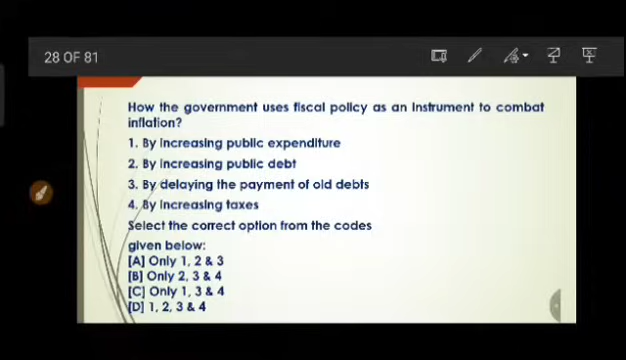 28 OF 81
How the government uses fiscal policy as an instrument to combat
inflation?
1. By increasing public expenditure
2. By increasing public debt
3. By delaying the payment of old debts
4. By increasing taxes
Select the correct option from the codes
given below:
[A] Only 1, 2 & 3
[B] Only 2, 3 & 4
[C] Only 1, 3 & 4
[D] 1, 2, 3 & 4